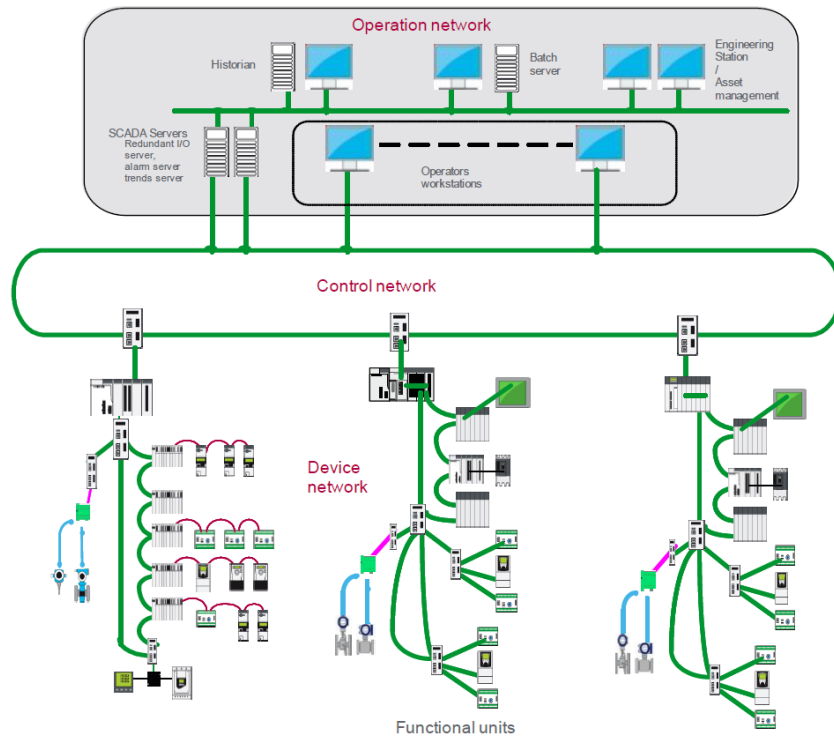 Operation network
Historian
Batch
server
Engineering
Station
/
Asset
management
SCADA Servers
Redundant I/O
server,
alarm server
trends server
Operators
workstations
Control network
Device
network
Functional units